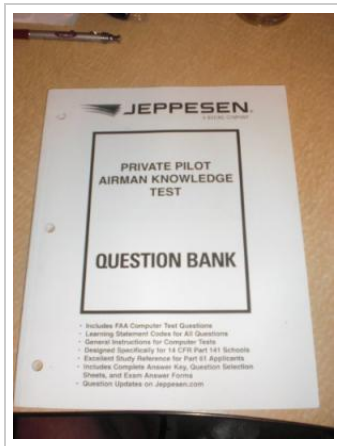 JEPPESEN
A BOEING COMPANY
PRIVATE PILOT
AIRMAN KNOWLEDGE
TEST
QUESTION BANK
· Includes FAA Computer Test Questions
· Learning Statement Codes for All Questions
· General Instructions for Computer Tests
· Designed Specifically for 14 CFR Part 141 Schools
· Excellent Study Reference for Part 61 Applicants
· Includes Complete Answer Key, Question Selection
Sheets, and Exam Answer Forms
· Question Updates on Jeppesen.com